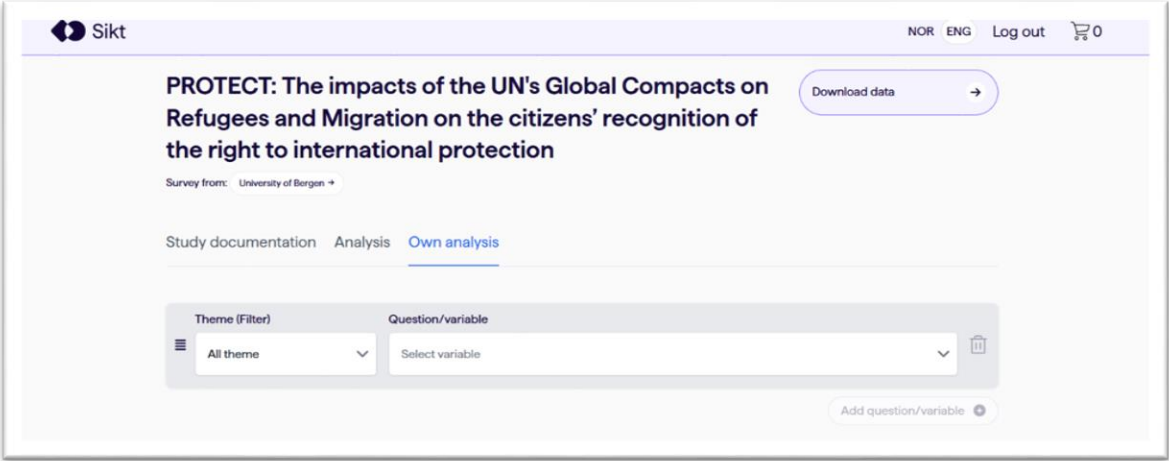 Sikt
NOR ENG Log out 0
PROTECT: The impacts of the UN's Global Compacts on
Refugees and Migration on the citizens’ recognition of
the right to international protection
Download data →
Survey from: University of Bergen →
Study documentation Analysis Own analysis
Theme (Filter) Question/variable
All theme Select variable
Add question/variable